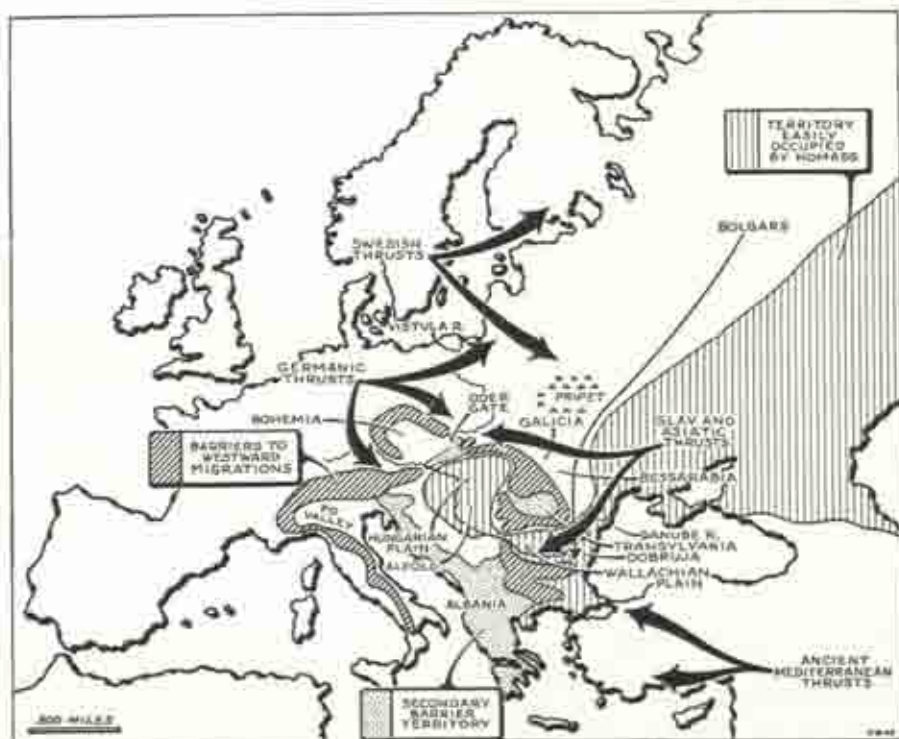 TERRITORY
EASILY
OCCUPIED
BY NOMADS
BOLGARS
SWEDISH
THRUSTS
VISTULA R.
GERMANIC
THRUSTS
ODER
GATE
PRIPET
GALICIA
BOHEMIA
SLAV AND
ASIATIC
THRUSTS
BARRIERS TO
WESTWARD
MIGRATIONS
BESSARABIA
PO
VALLEY
HUNGARIAN
PLAIN
ALFOLD
DANUBE R.
TRANSYLVANIA
DOBRUJA
WALLACHIAN
PLAIN
ALBANIA
ANCIENT
MEDITERRANEAN
THRUSTS
SECONDARY
BARRIER
TERRITORY
300 MILES